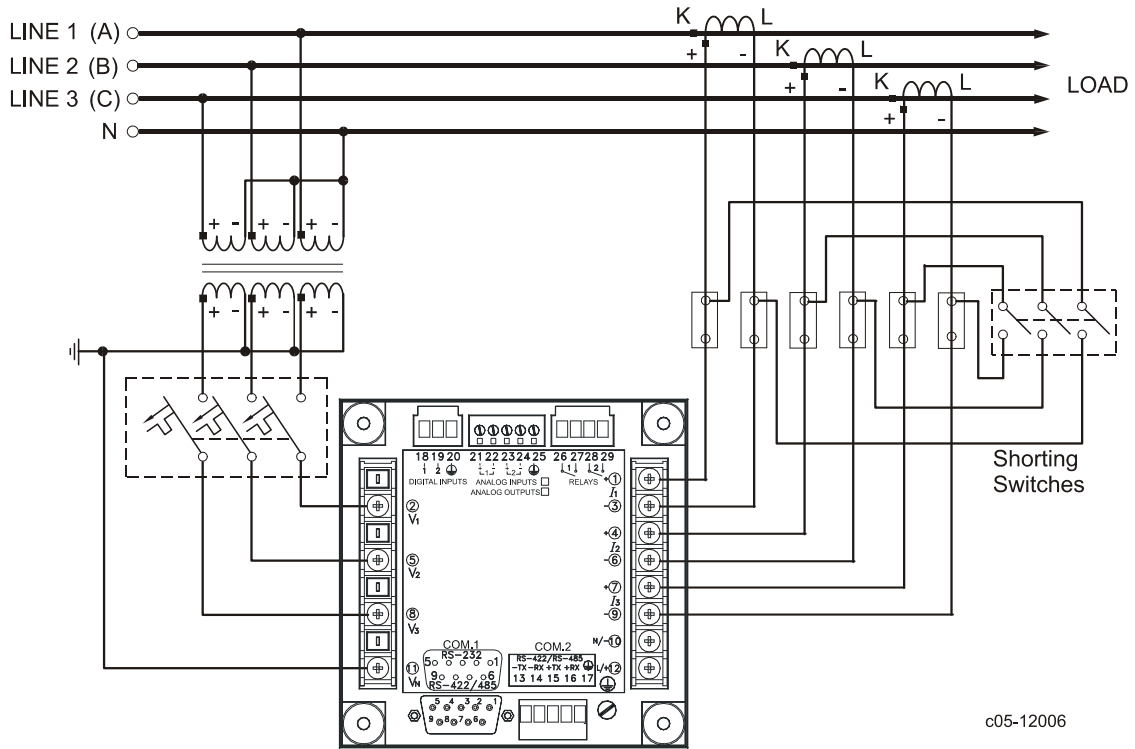 LINE 1 (A)
LINE 2 (B)
LINE 3 (C)
N
K L
+ -
K L
+ -
K L
+ -
LOAD
+ - + - + -
+ - + - + -
18 19 20 21 22 23 24 25 26 27 28 29
1 2 1 2 1 2
DIGITAL INPUTS ANALOG INPUTS RELAYS
ANALOG OUTPUTS
+1
I1
-3
+4
I2
-6
+7
I3
-9
N/-10
L/+12
2
V1
5
V2
8
V3
11
VN
COM.1
RS-232
5 1
9 6
RS-422/485
COM.2
RS-422/RS-485
-TX -RX +TX +RX
13 14 15 16 17
5 4 3 2 1
9 8 7 6
Shorting
Switches
c05-12006